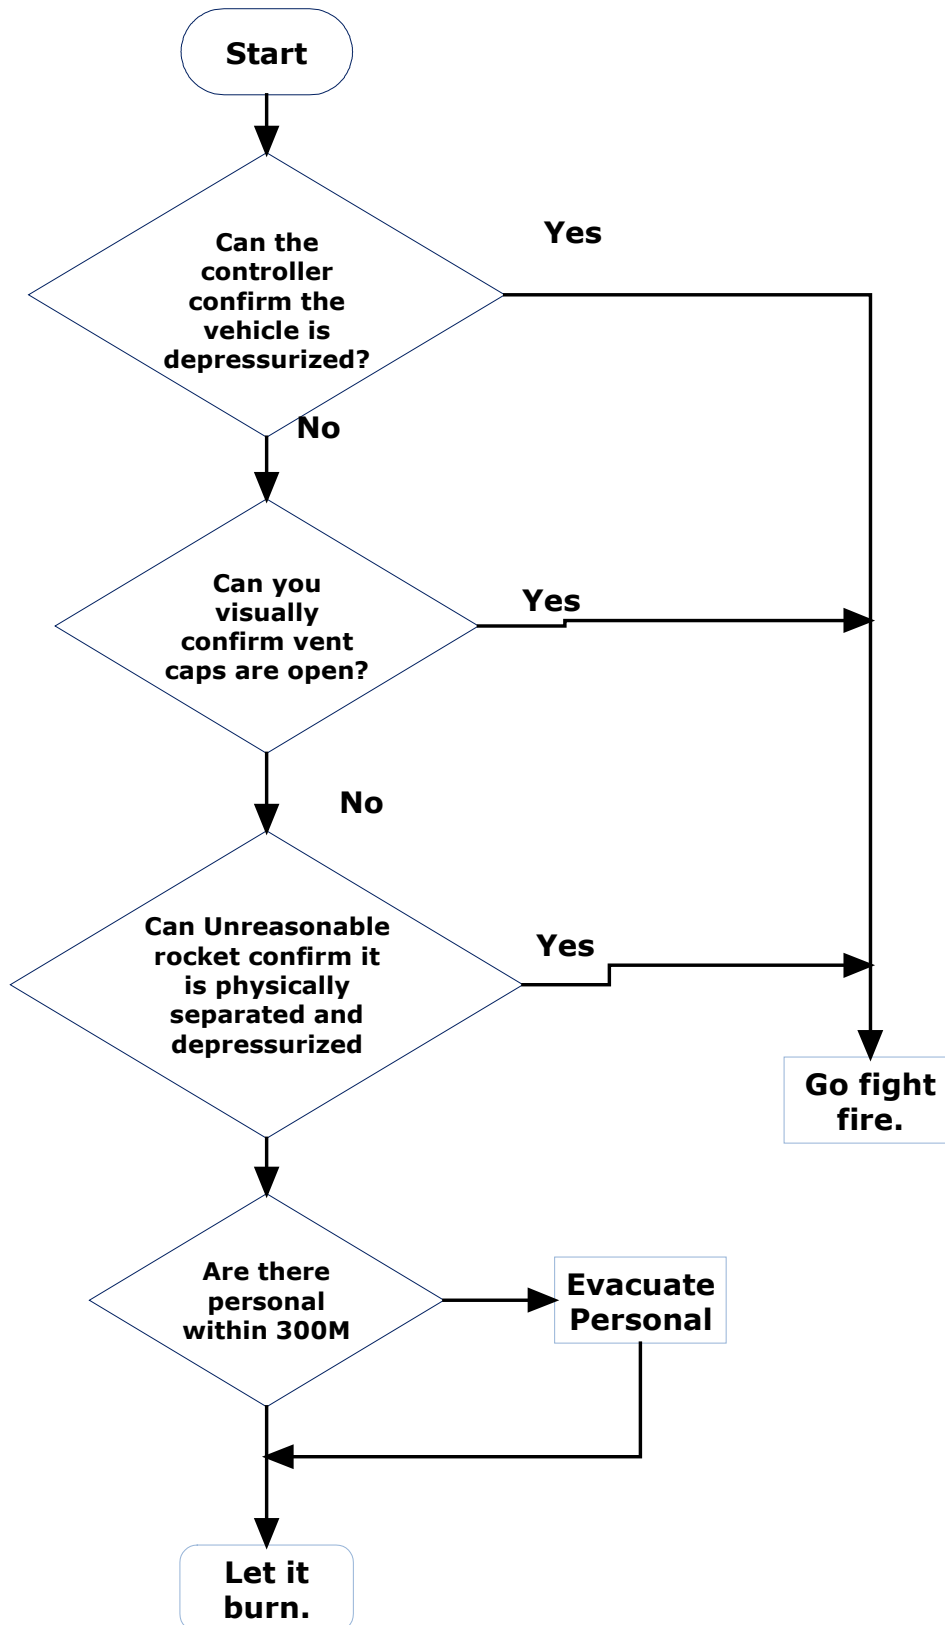 Start
Can the
controller
confirm the
vehicle is
depressurized?
Yes
No
Can you
visually
confirm vent
caps are open?
Yes
No
Can Unreasonable
rocket confirm it
is physically
separated and
depressurized
Yes
Go fight
fire.
Are there
personal
within 300M
Evacuate
Personal
Let it
burn.